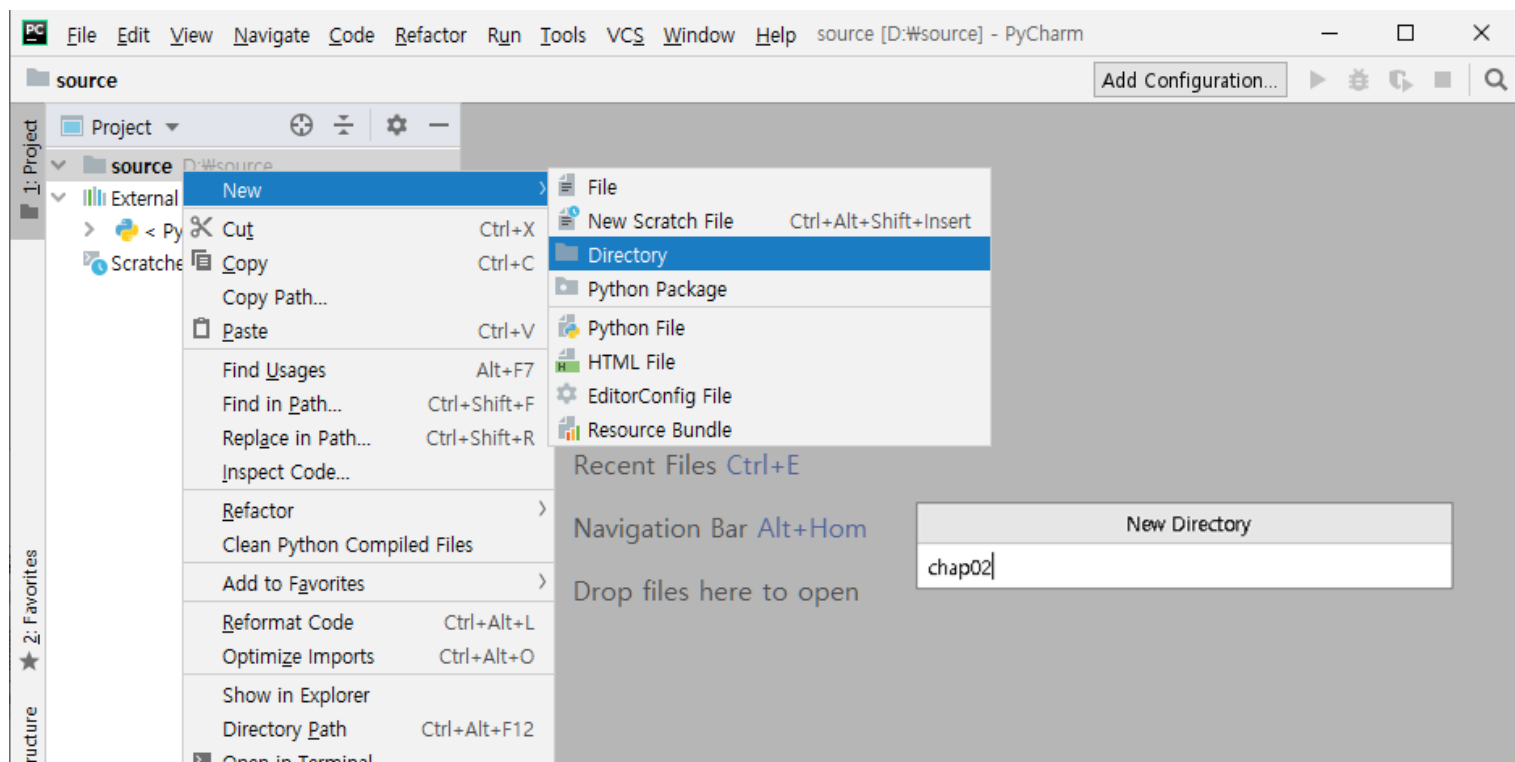 PC File Edit View Navigate Code Refactor Run Tools VCS Window Help source [D:₩source] - PyCharm
source
Add Configuration...
1: Project
Project
source D:₩source
External
< Py
Scratche
New
Cut Ctrl+X
Copy Ctrl+C
Copy Path...
Paste Ctrl+V
Find Usages Alt+F7
Find in Path... Ctrl+Shift+F
Replace in Path... Ctrl+Shift+R
Inspect Code...
Refactor
Clean Python Compiled Files
Add to Favorites
Reformat Code Ctrl+Alt+L
Optimize Imports Ctrl+Alt+O
Show in Explorer
Directory Path Ctrl+Alt+F12
Open in Terminal
File
New Scratch File Ctrl+Alt+Shift+Insert
Directory
Python Package
Python File
HTML File
EditorConfig File
Resource Bundle
Recent Files Ctrl+E
Navigation Bar Alt+Hom
Drop files here to open
New Directory
chap02
2: Favorites
ructure